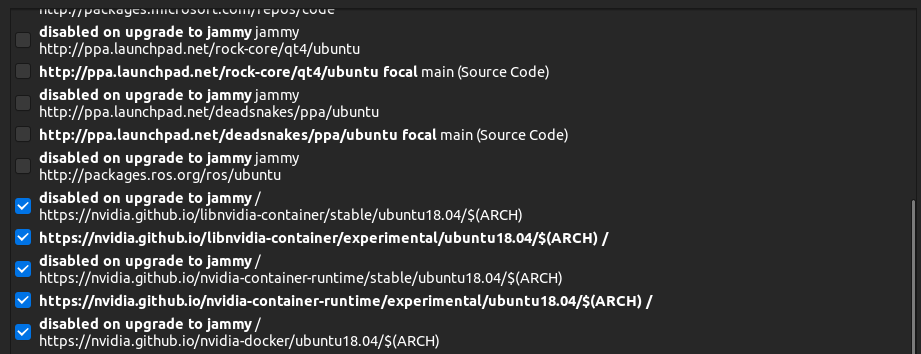 http://packages.microsoft.com/repos/code
disabled on upgrade to jammy jammy
http://ppa.launchpad.net/rock-core/qt4/ubuntu
http://ppa.launchpad.net/rock-core/qt4/ubuntu focal main (Source Code)
disabled on upgrade to jammy jammy
http://ppa.launchpad.net/deadsnakes/ppa/ubuntu
http://ppa.launchpad.net/deadsnakes/ppa/ubuntu focal main (Source Code)
disabled on upgrade to jammy jammy
http://packages.ros.org/ros/ubuntu
disabled on upgrade to jammy /
https://nvidia.github.io/libnvidia-container/stable/ubuntu18.04/$(ARCH)
https://nvidia.github.io/libnvidia-container/experimental/ubuntu18.04/$(ARCH) /
disabled on upgrade to jammy /
https://nvidia.github.io/nvidia-container-runtime/stable/ubuntu18.04/$(ARCH)
https://nvidia.github.io/nvidia-container-runtime/experimental/ubuntu18.04/$(ARCH) /
disabled on upgrade to jammy /
https://nvidia.github.io/nvidia-docker/ubuntu18.04/$(ARCH)